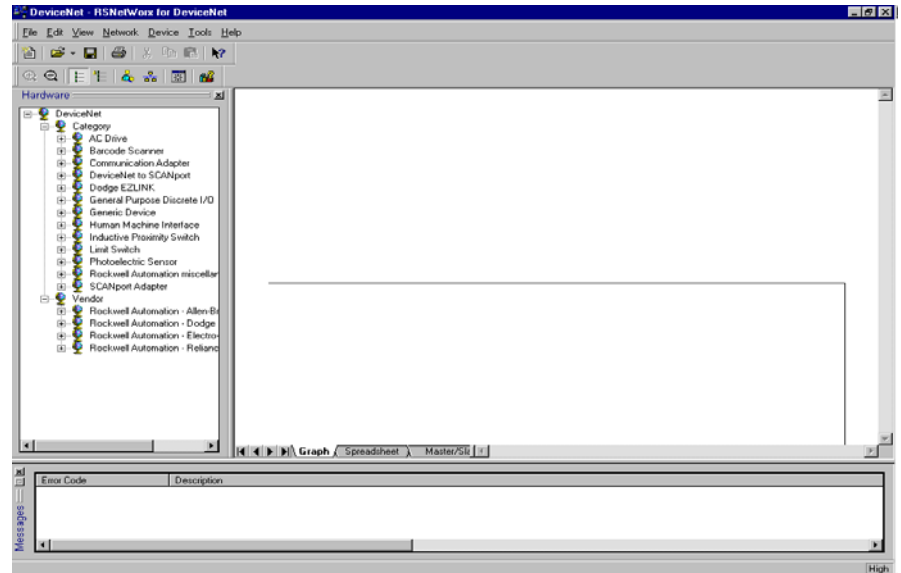 DeviceNet - RSNetWorx for DeviceNet
File Edit View Network Device Tools Help
Hardware
DeviceNet
Category
AC Drive
Barcode Scanner
Communication Adapter
DeviceNet to SCANport
Dodge EZLINK
General Purpose Discrete I/O
Generic Device
Human Machine Interface
Inductive Proximity Switch
Limit Switch
Photoelectric Sensor
Rockwell Automation miscellar
SCANport Adapter
Vendor
Rockwell Automation - Allen-Br
Rockwell Automation - Dodge
Rockwell Automation - Electro-
Rockwell Automation - Relianc
Graph Spreadsheet Master/Sla
Messages
Error Code Description
High